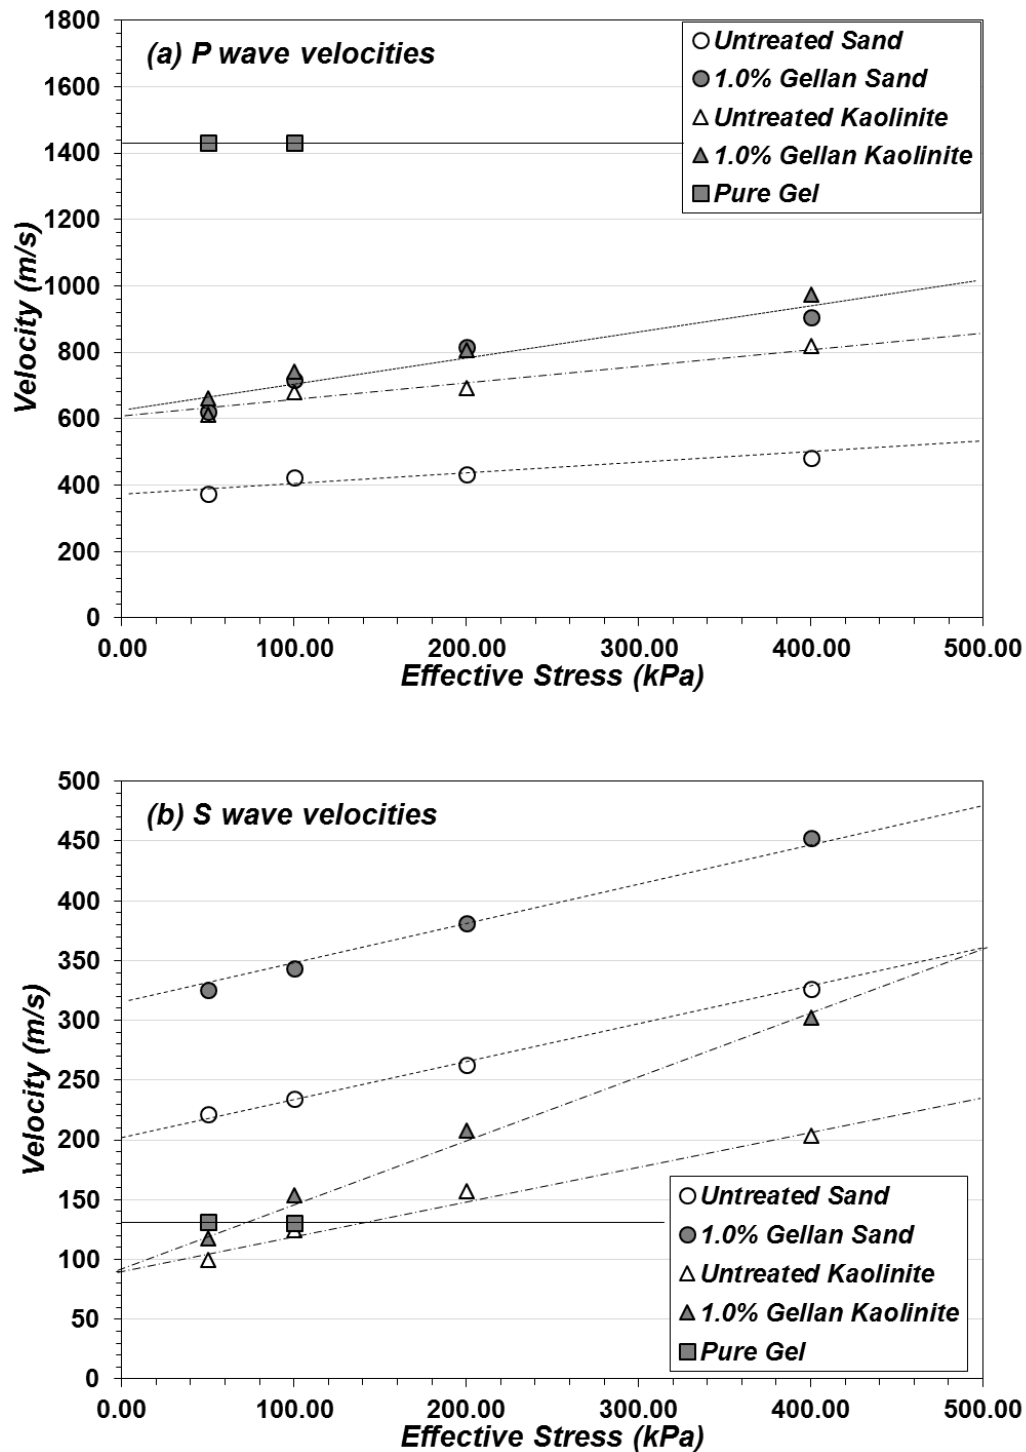 (a) P wave velocities
Untreated Sand
1.0% Gellan Sand
Untreated Kaolinite
1.0% Gellan Kaolinite
Pure Gel
Velocity (m/s)
1800
1600
1400
1200
1000
800
600
400
200
0
0.00 100.00 200.00 300.00 400.00 500.00
Effective Stress (kPa)
(b) S wave velocities
Velocity (m/s)
500
450
400
350
300
250
200
150
100
50
0
Untreated Sand
1.0% Gellan Sand
Untreated Kaolinite
1.0% Gellan Kaolinite
Pure Gel
0.00 100.00 200.00 300.00 400.00 500.00
Effective Stress (kPa)